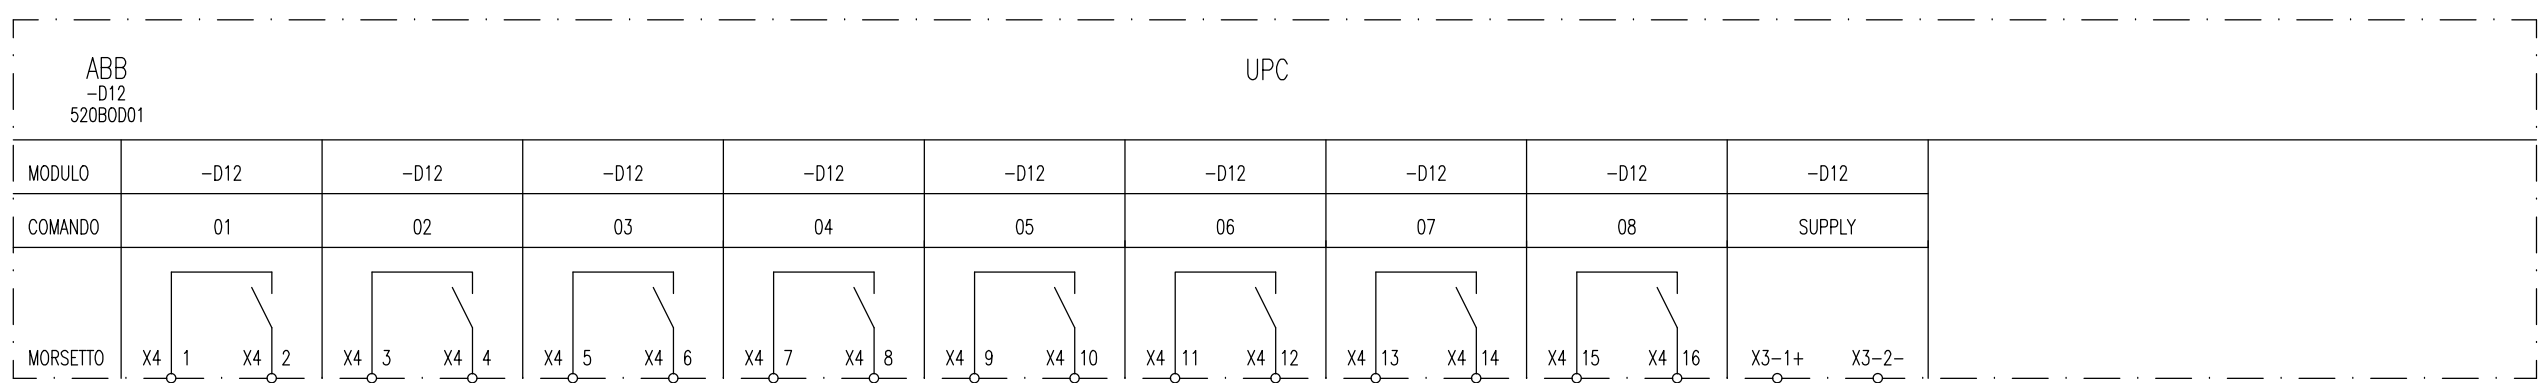 ABB
-D12
520BOD01
UPC
MODULO -D12 -D12 -D12 -D12 -D12 -D12 -D12 -D12 -D12
COMANDO 01 02 03 04 05 06 07 08 SUPPLY
MORSETTO X4 1 X4 2 X4 3 X4 4 X4 5 X4 6 X4 7 X4 8 X4 9 X4 10 X4 11 X4 12 X4 13 X4 14 X4 15 X4 16 X3-1+ X3-2-